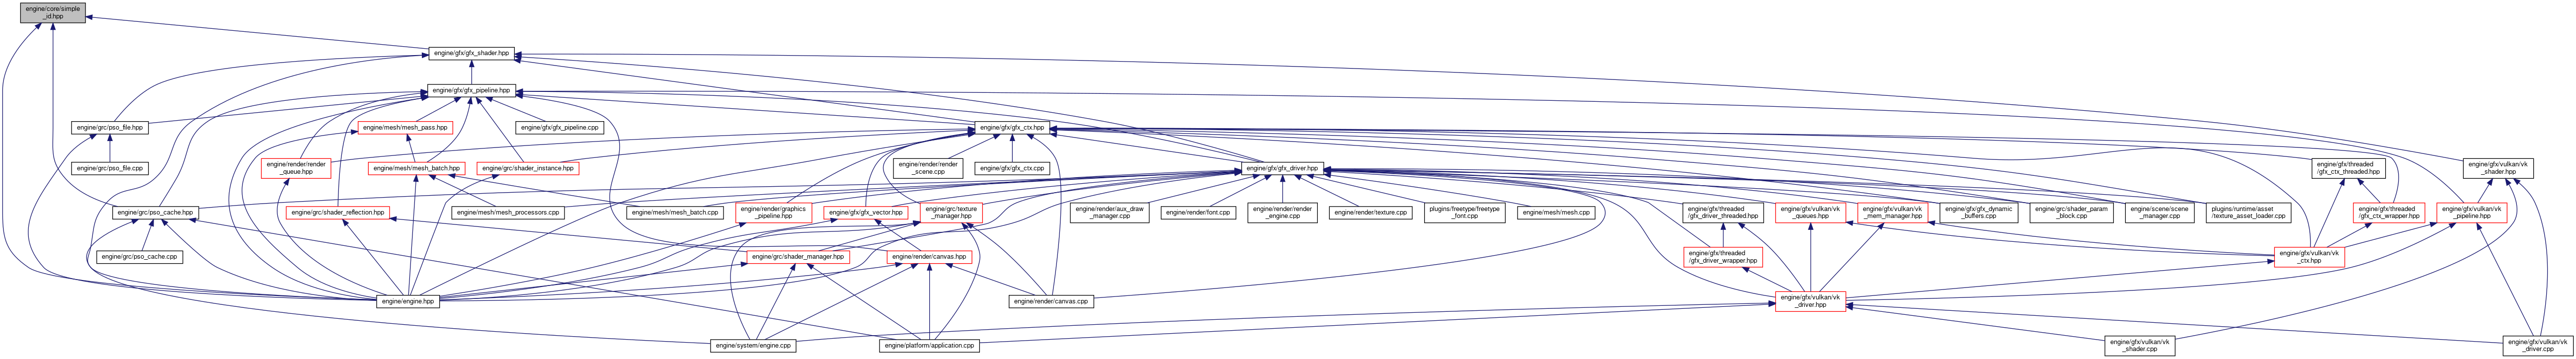 engine/core/simple
_id.hpp
engine/gfx/gfx_shader.hpp
engine/gfx/gfx_pipeline.hpp
engine/grc/pso_file.hpp
engine/mesh/mesh_pass.hpp
engine/gfx/gfx_pipeline.cpp
engine/gfx/gfx_ctx.hpp
engine/grc/pso_file.cpp
engine/render/render
_queue.hpp
engine/mesh/mesh_batch.hpp
engine/grc/shader_instance.hpp
engine/render/render
_scene.cpp
engine/gfx/gfx_ctx.cpp
engine/gfx/gfx_driver.hpp
engine/gfx/threaded
/gfx_ctx_threaded.hpp
engine/gfx/vulkan/vk
_shader.hpp
engine/grc/pso_cache.hpp
engine/grc/shader_reflection.hpp
engine/mesh/mesh_processors.cpp
engine/mesh/mesh_batch.cpp
engine/render/graphics
_pipeline.hpp
engine/gfx/gfx_vector.hpp
engine/grc/texture
_manager.hpp
engine/render/aux_draw
_manager.cpp
engine/render/font.cpp
engine/render/render
_engine.cpp
engine/render/texture.cpp
plugins/freetype/freetype
_font.cpp
engine/mesh/mesh.cpp
engine/gfx/threaded
/gfx_driver_threaded.hpp
engine/gfx/vulkan/vk
_queues.hpp
engine/gfx/vulkan/vk
_mem_manager.hpp
engine/gfx/gfx_dynamic
_buffers.cpp
engine/grc/shader_param
_block.cpp
engine/scene/scene
_manager.cpp
plugins/runtime/asset
/texture_asset_loader.cpp
engine/gfx/threaded
/gfx_ctx_wrapper.hpp
engine/gfx/vulkan/vk
_pipeline.hpp
engine/grc/pso_cache.cpp
engine/grc/shader_manager.hpp
engine/render/canvas.hpp
engine/gfx/threaded
/gfx_driver_wrapper.hpp
engine/gfx/vulkan/vk
_ctx.hpp
engine/engine.hpp
engine/render/canvas.cpp
engine/gfx/vulkan/vk
_driver.hpp
engine/system/engine.cpp
engine/platform/application.cpp
engine/gfx/vulkan/vk
_shader.cpp
engine/gfx/vulkan/vk
_driver.cpp